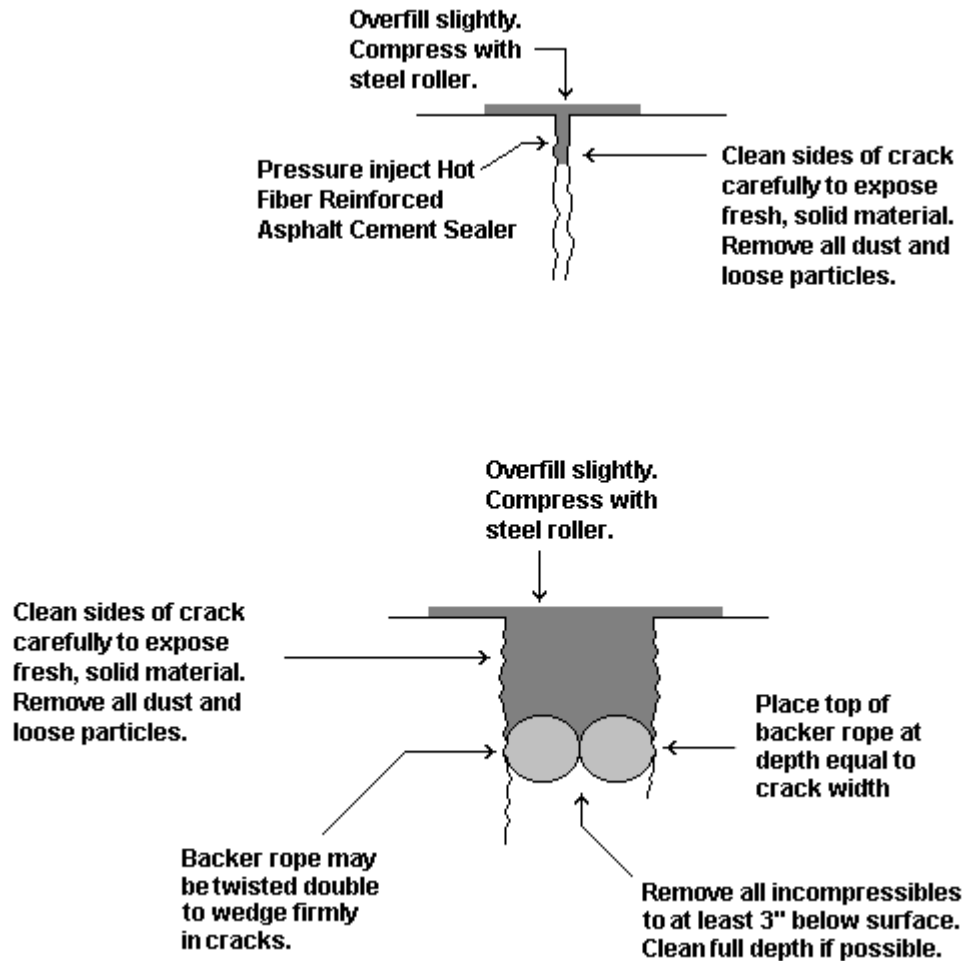 Overfill slightly.
Compress with
steel roller.
Pressure inject Hot
Fiber Reinforced
Asphalt Cement Sealer
Clean sides of crack
carefully to expose
fresh, solid material.
Remove all dust and
loose particles.
Overfill slightly.
Compress with
steel roller.
Clean sides of crack
carefully to expose
fresh, solid material.
Remove all dust and
loose particles.
Place top of
backer rope at
depth equal to
crack width
Backer rope may
be twisted double
to wedge firmly
in cracks.
Remove all incompressibles
to at least 3" below surface.
Clean full depth if possible.